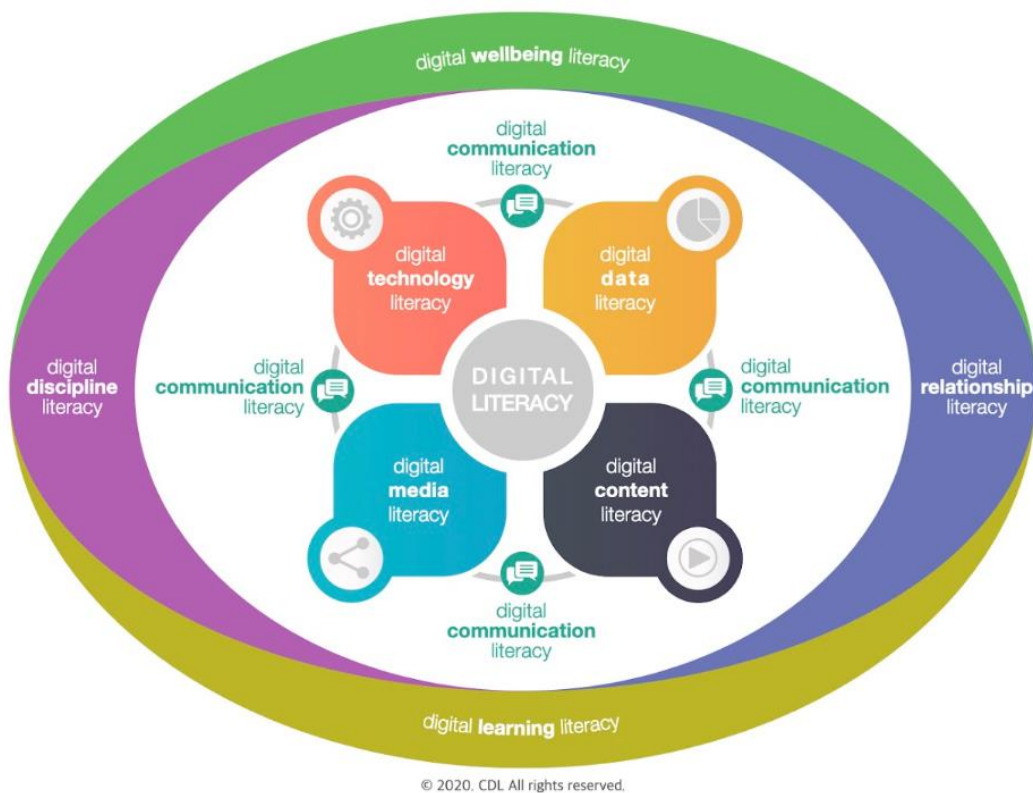 digital wellbeing literacy
digital
communication
literacy
digital
technology
literacy
digital
data
literacy
digital
discipline
literacy
digital
communication
literacy
DIGITAL
LITERACY
digital
communication
literacy
digital
relationship
literacy
digital
media
literacy
digital
content
literacy
digital
communication
literacy
digital learning literacy
© 2020. CDL All rights reserved.